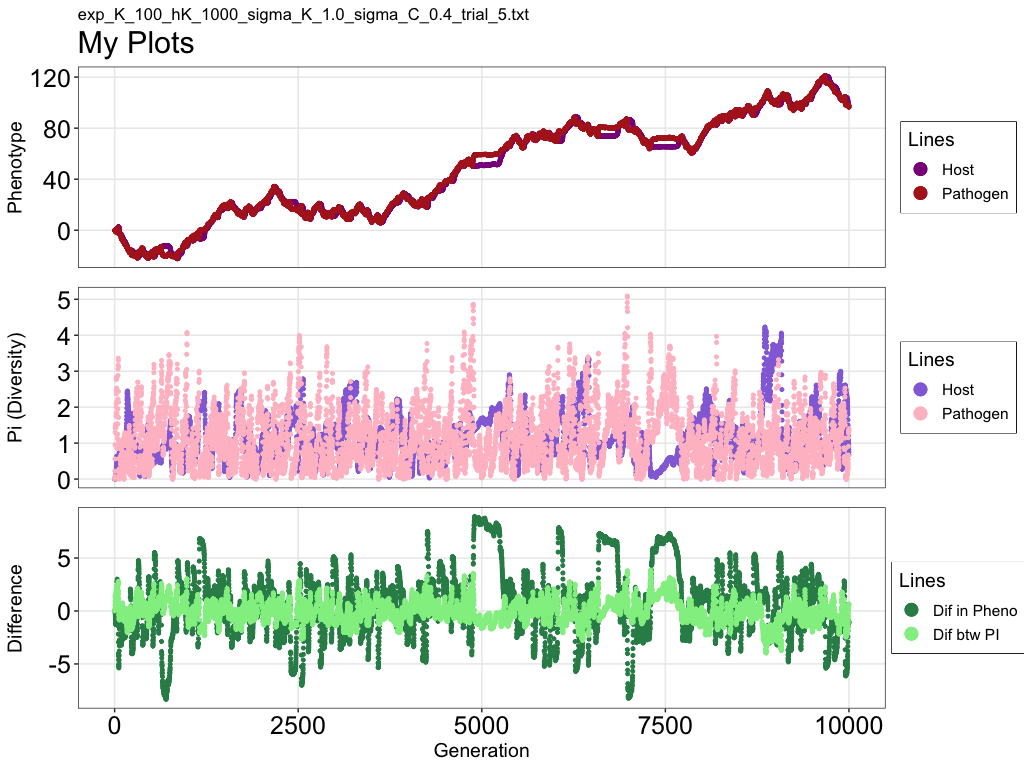 exp_K_100_hK_1000_sigma_K_1.0_sigma_C_0.4_trial_5.txt
My Plots
Phenotype
120
80
40
0
Lines
Host
Pathogen
Pi (Diversity)
5
4
3
2
1
0
Lines
Host
Pathogen
Difference
5
0
-5
Lines
Dif in Pheno
Dif btw PI
0 2500 5000 7500 10000
Generation